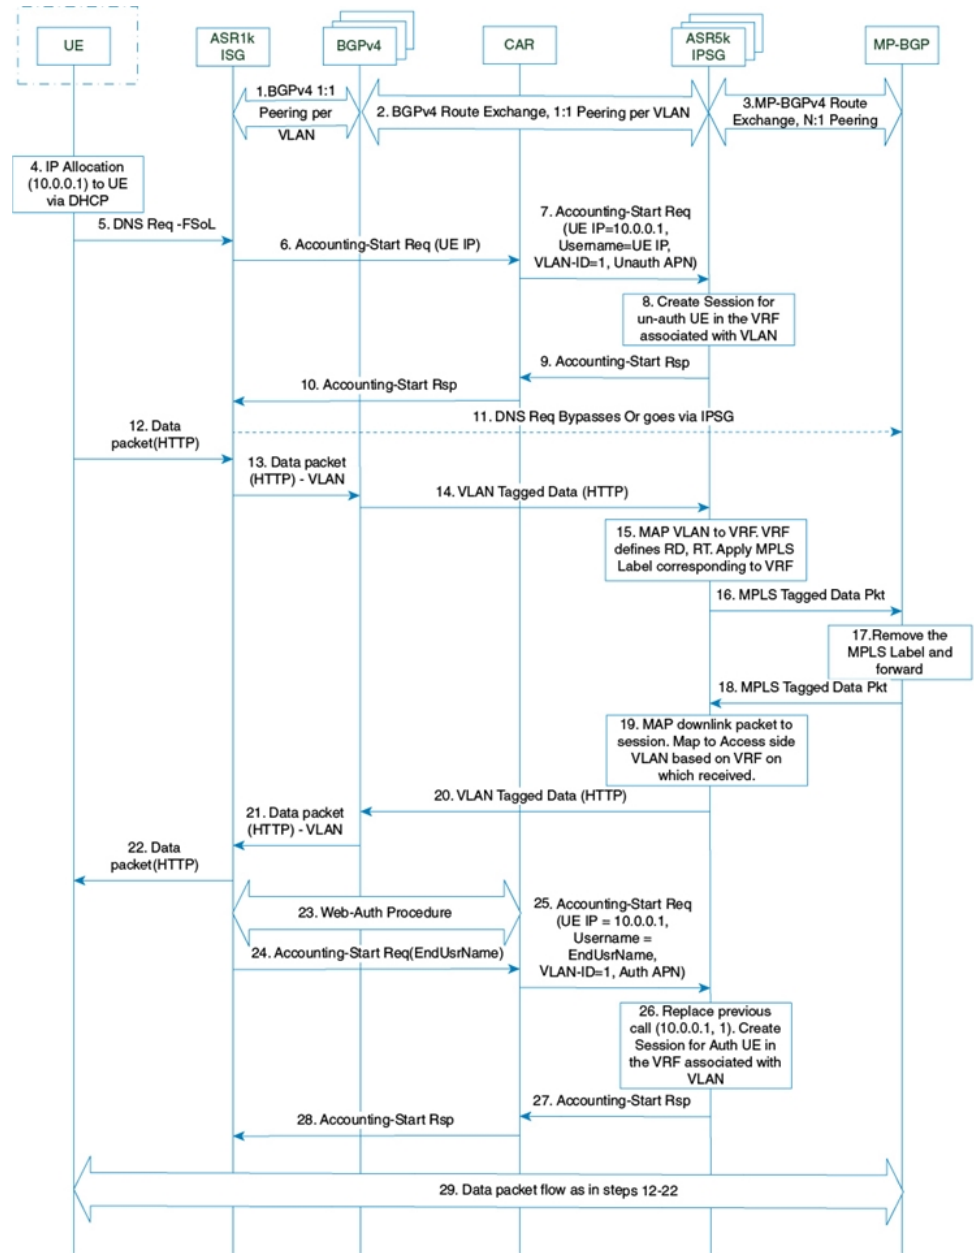 UE
ASR1k
ISG
BGPv4
CAR
ASR5k
IPSG
MP-BGP
1.BGPv4 1:1
Peering per
VLAN
2. BGPv4 Route Exchange, 1:1 Peering per VLAN
3.MP-BGPv4 Route
Exchange, N:1 Peering
4. IP Allocation
(10.0.0.1) to UE
via DHCP
5. DNS Req -FSoL
6. Accounting-Start Req (UE IP)
7. Accounting-Start Req
(UE IP=10.0.0.1,
Username=UE IP,
VLAN-ID=1, Unauth APN)
8. Create Session for
un-auth UE in the VRF
associated with VLAN
9. Accounting-Start Rsp
10. Accounting-Start Rsp
11. DNS Req Bypasses Or goes via IPSG
12. Data
packet(HTTP)
13. Data packet
(HTTP) - VLAN
14. VLAN Tagged Data (HTTP)
15. MAP VLAN to VRF. VRF
defines RD, RT. Apply MPLS
Label corresponding to VRF
16. MPLS Tagged Data Pkt
17.Remove the
MPLS Label and
forward
18. MPLS Tagged Data Pkt
19. MAP downlink packet to
session. Map to Access side
VLAN based on VRF on
which received.
20. VLAN Tagged Data (HTTP)
21. Data packet
(HTTP) - VLAN
22. Data
packet(HTTP)
23. Web-Auth Procedure
24. Accounting-Start Req(EndUsrName)
25. Accounting-Start Req
(UE IP = 10.0.0.1,
Username =
EndUsrName,
VLAN-ID=1, Auth APN)
26. Replace previous
call (10.0.0.1, 1). Create
Session for Auth UE in
the VRF associated with
VLAN
27. Accounting-Start Rsp
28. Accounting-Start Rsp
29. Data packet flow as in steps 12-22